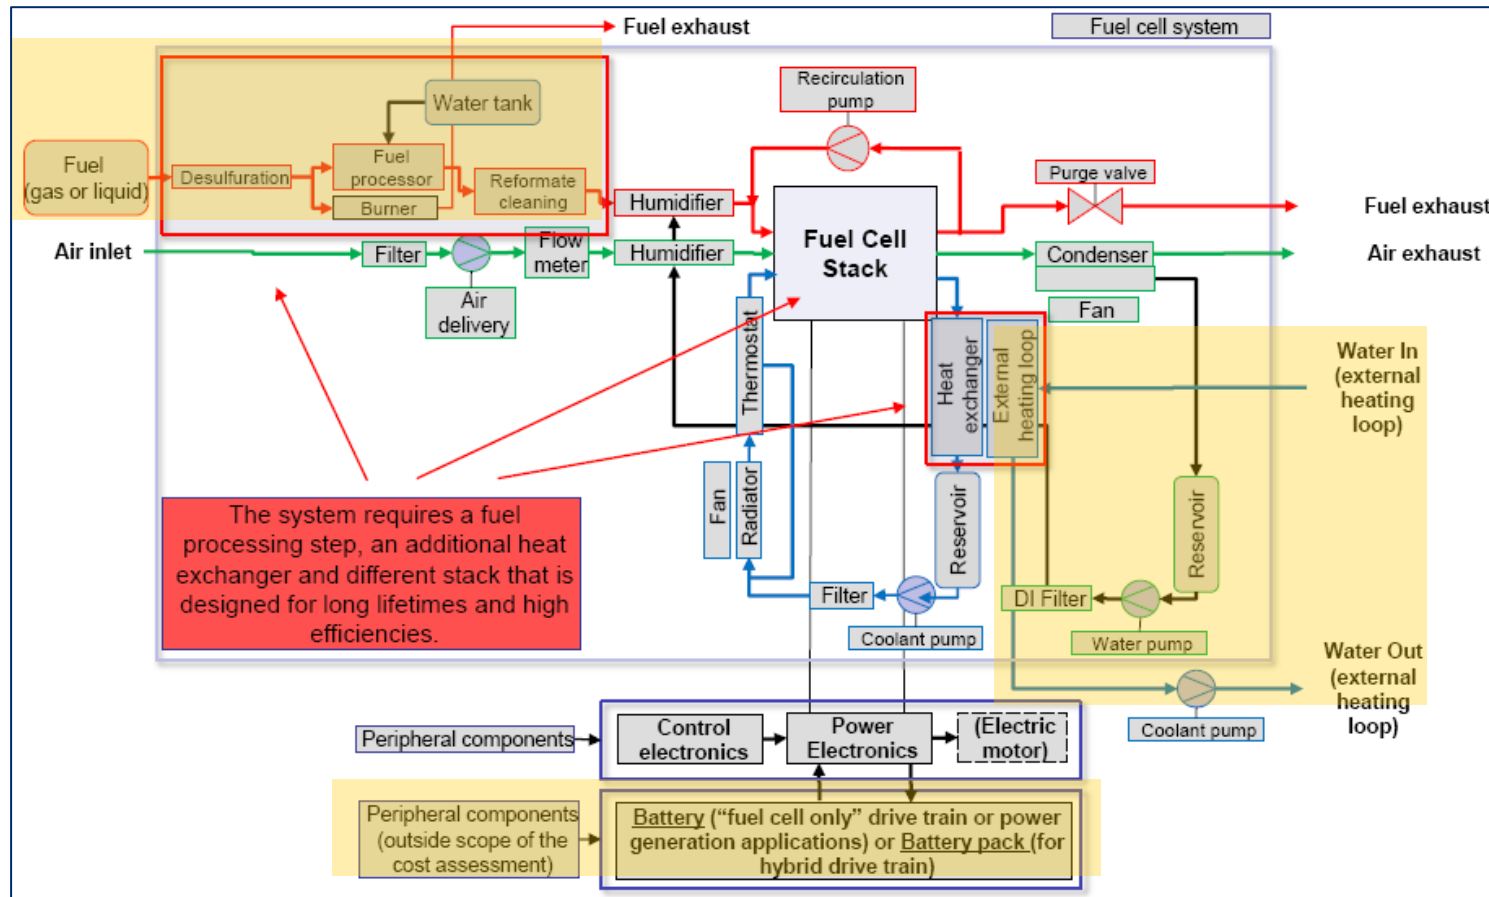 Fuel exhaust
Fuel cell system
Recirculation
pump
Water tank
Fuel
(gas or liquid)
Desulfuration
Fuel
processor
Burner
Reformate
cleaning
Humidifier
Purge valve
Fuel exhaust
Fuel Cell
Stack
Air inlet
Filter
Flow
meter
Humidifier
Condenser
Air exhaust
Air
delivery
Fan
Thermostat
Heat
exchanger
External
heating loop
Water In
(external
heating
loop)
Fan
Radiator
Reservoir
Reservoir
The system requires a fuel
processing step, an additional heat
exchanger and different stack that is
designed for long lifetimes and high
efficiencies.
Filter
Coolant pump
DI Filter
Water pump
Water Out
(external
heating
loop)
Coolant pump
Peripheral components
Control
electronics
Power
Electronics
(Electric
motor)
Peripheral components
(outside scope of the
cost assessment)
Battery (“fuel cell only” drive train or power
generation applications) or Battery pack (for
hybrid drive train)